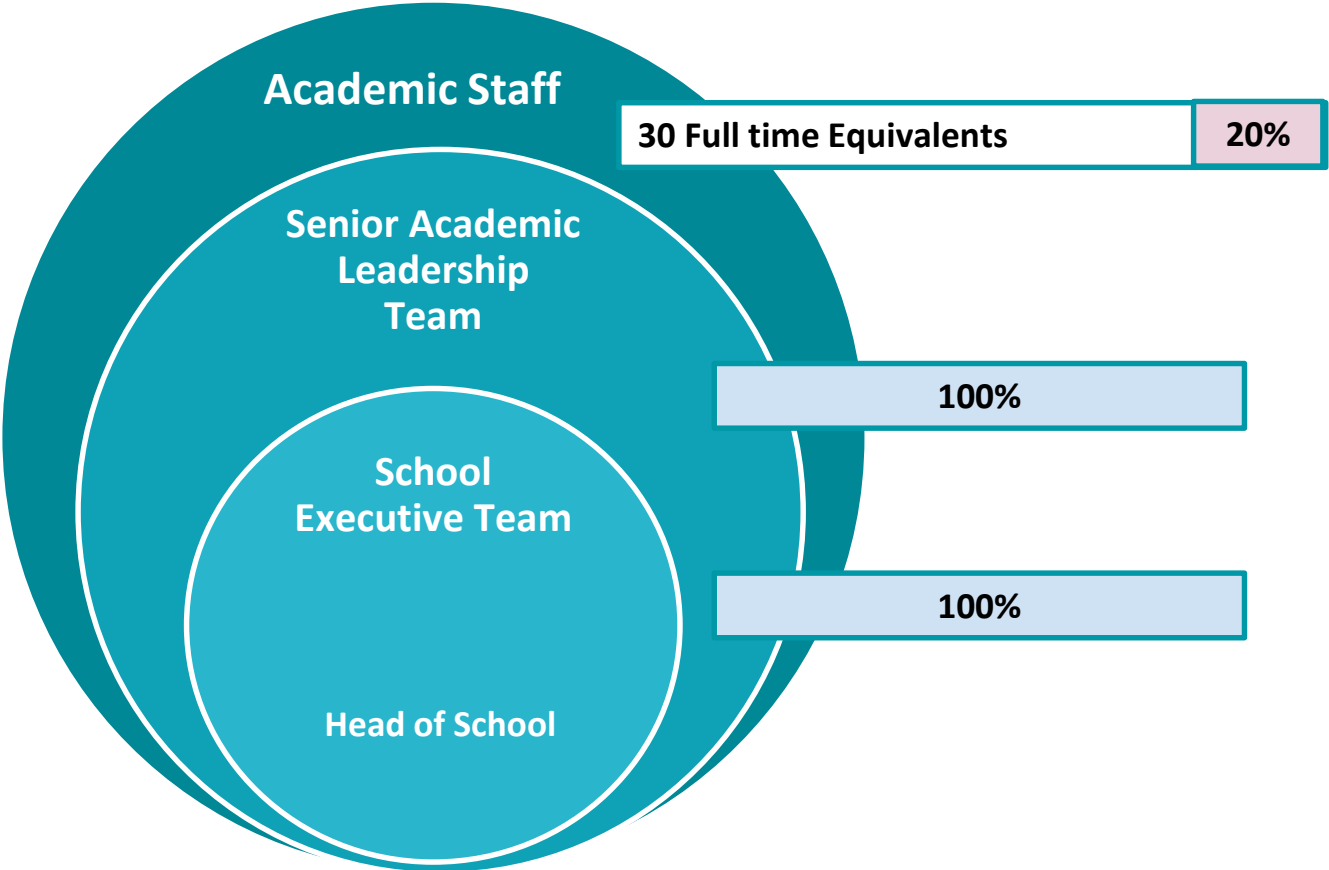 Academic Staff
30 Full time Equivalents
20%
Senior Academic
Leadership
Team
100%
School
Executive Team
100%
Head of School